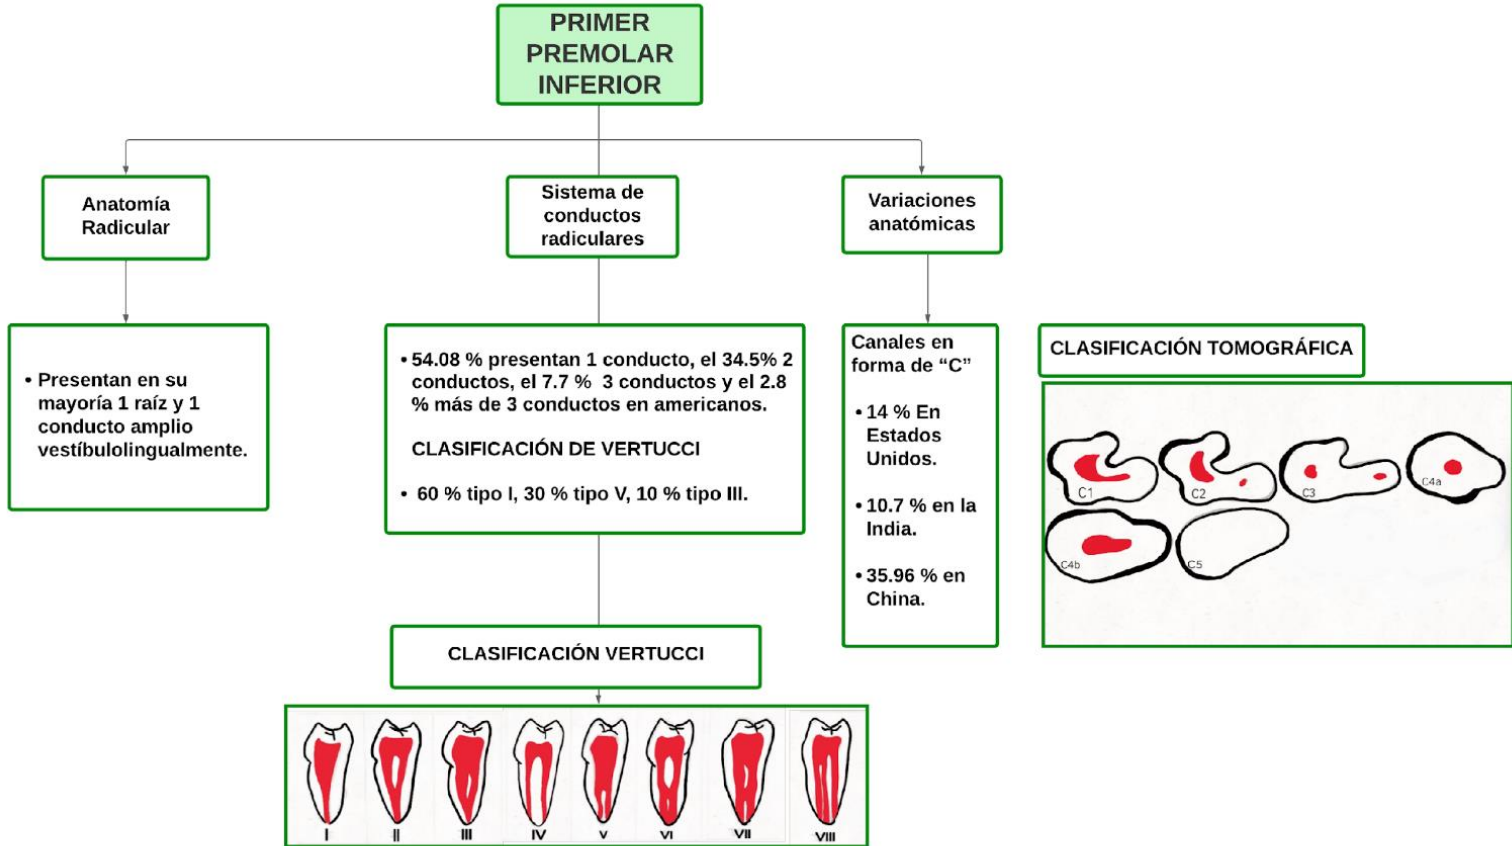 PRIMER
PREMOLAR
INFERIOR
Anatomía
Radicular
Sistema de
conductos
radiculares
Variaciones
anatómicas
• Presentan en su
mayoría 1 raíz y 1
conducto amplio
vestíbulolingualmente.
• 54.08 % presentan 1 conducto, el 34.5% 2
conductos, el 7.7 % 3 conductos y el 2.8
% más de 3 conductos en americanos.
CLASIFICACIÓN DE VERTUCCI
• 60 % tipo I, 30 % tipo V, 10 % tipo III.
Canales en
forma de “C”
• 14 % En
Estados
Unidos.
• 10.7 % en la
India.
• 35.96 % en
China.
CLASIFICACIÓN TOMOGRÁFICA
C1 C2 C3 C4a
C4b C5
CLASIFICACIÓN VERTUCCI
I II III IV V VI VII VIII